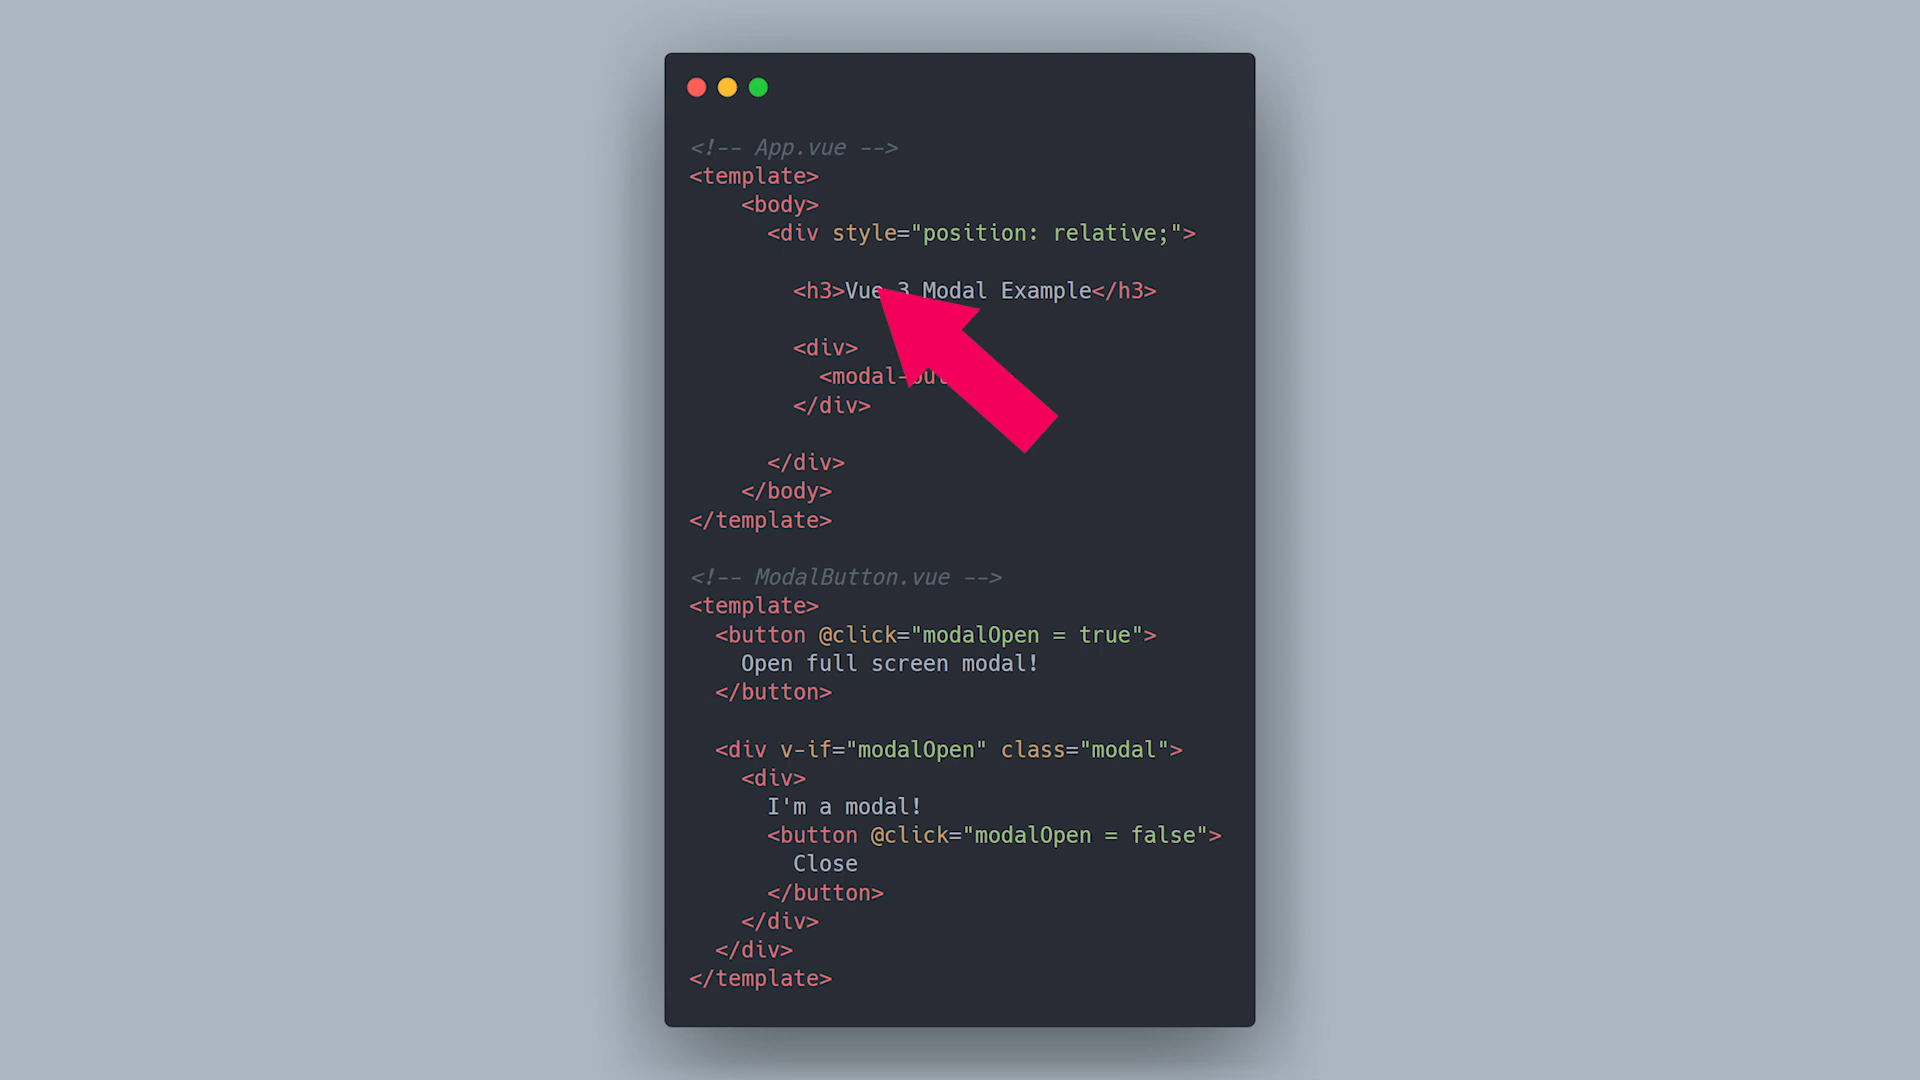 <!-- App.vue -->
<template>
<body>
<div style="position: relative;">
<h3>Vue 3 Modal Example</h3>
<div>
</div>
</div>
</body>
</template>
<!-- ModalButton.vue -->
<template>
<button @click="modalOpen = true">
Open full screen modal!
</button>
<div v-if="modalOpen" class="modal">
<div>
I'm a modal!
<button @click="modalOpen = false">
Close
</button>
</div>
</div>
</template>